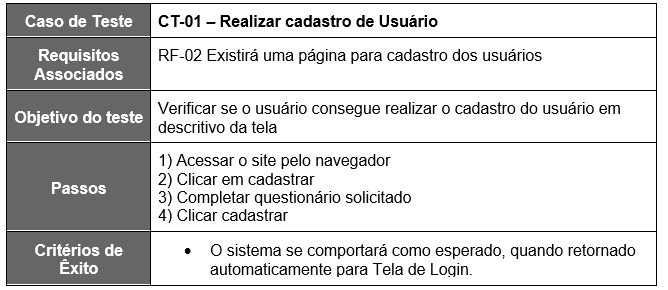 Caso de Teste
CT-01 – Realizar cadastro de Usuário
Requisitos
Associados
RF-02 Existirá uma página para cadastro dos usuários
Objetivo do teste
Verificar se o usuário consegue realizar o cadastro do usuário em
descritivo da tela
Passos
1) Acessar o site pelo navegador
2) Clicar em cadastrar
3) Completar questionário solicitado
4) Clicar cadastrar
Critérios de
Êxito
• O sistema se comportará como esperado, quando retornado
automaticamente para Tela de Login.